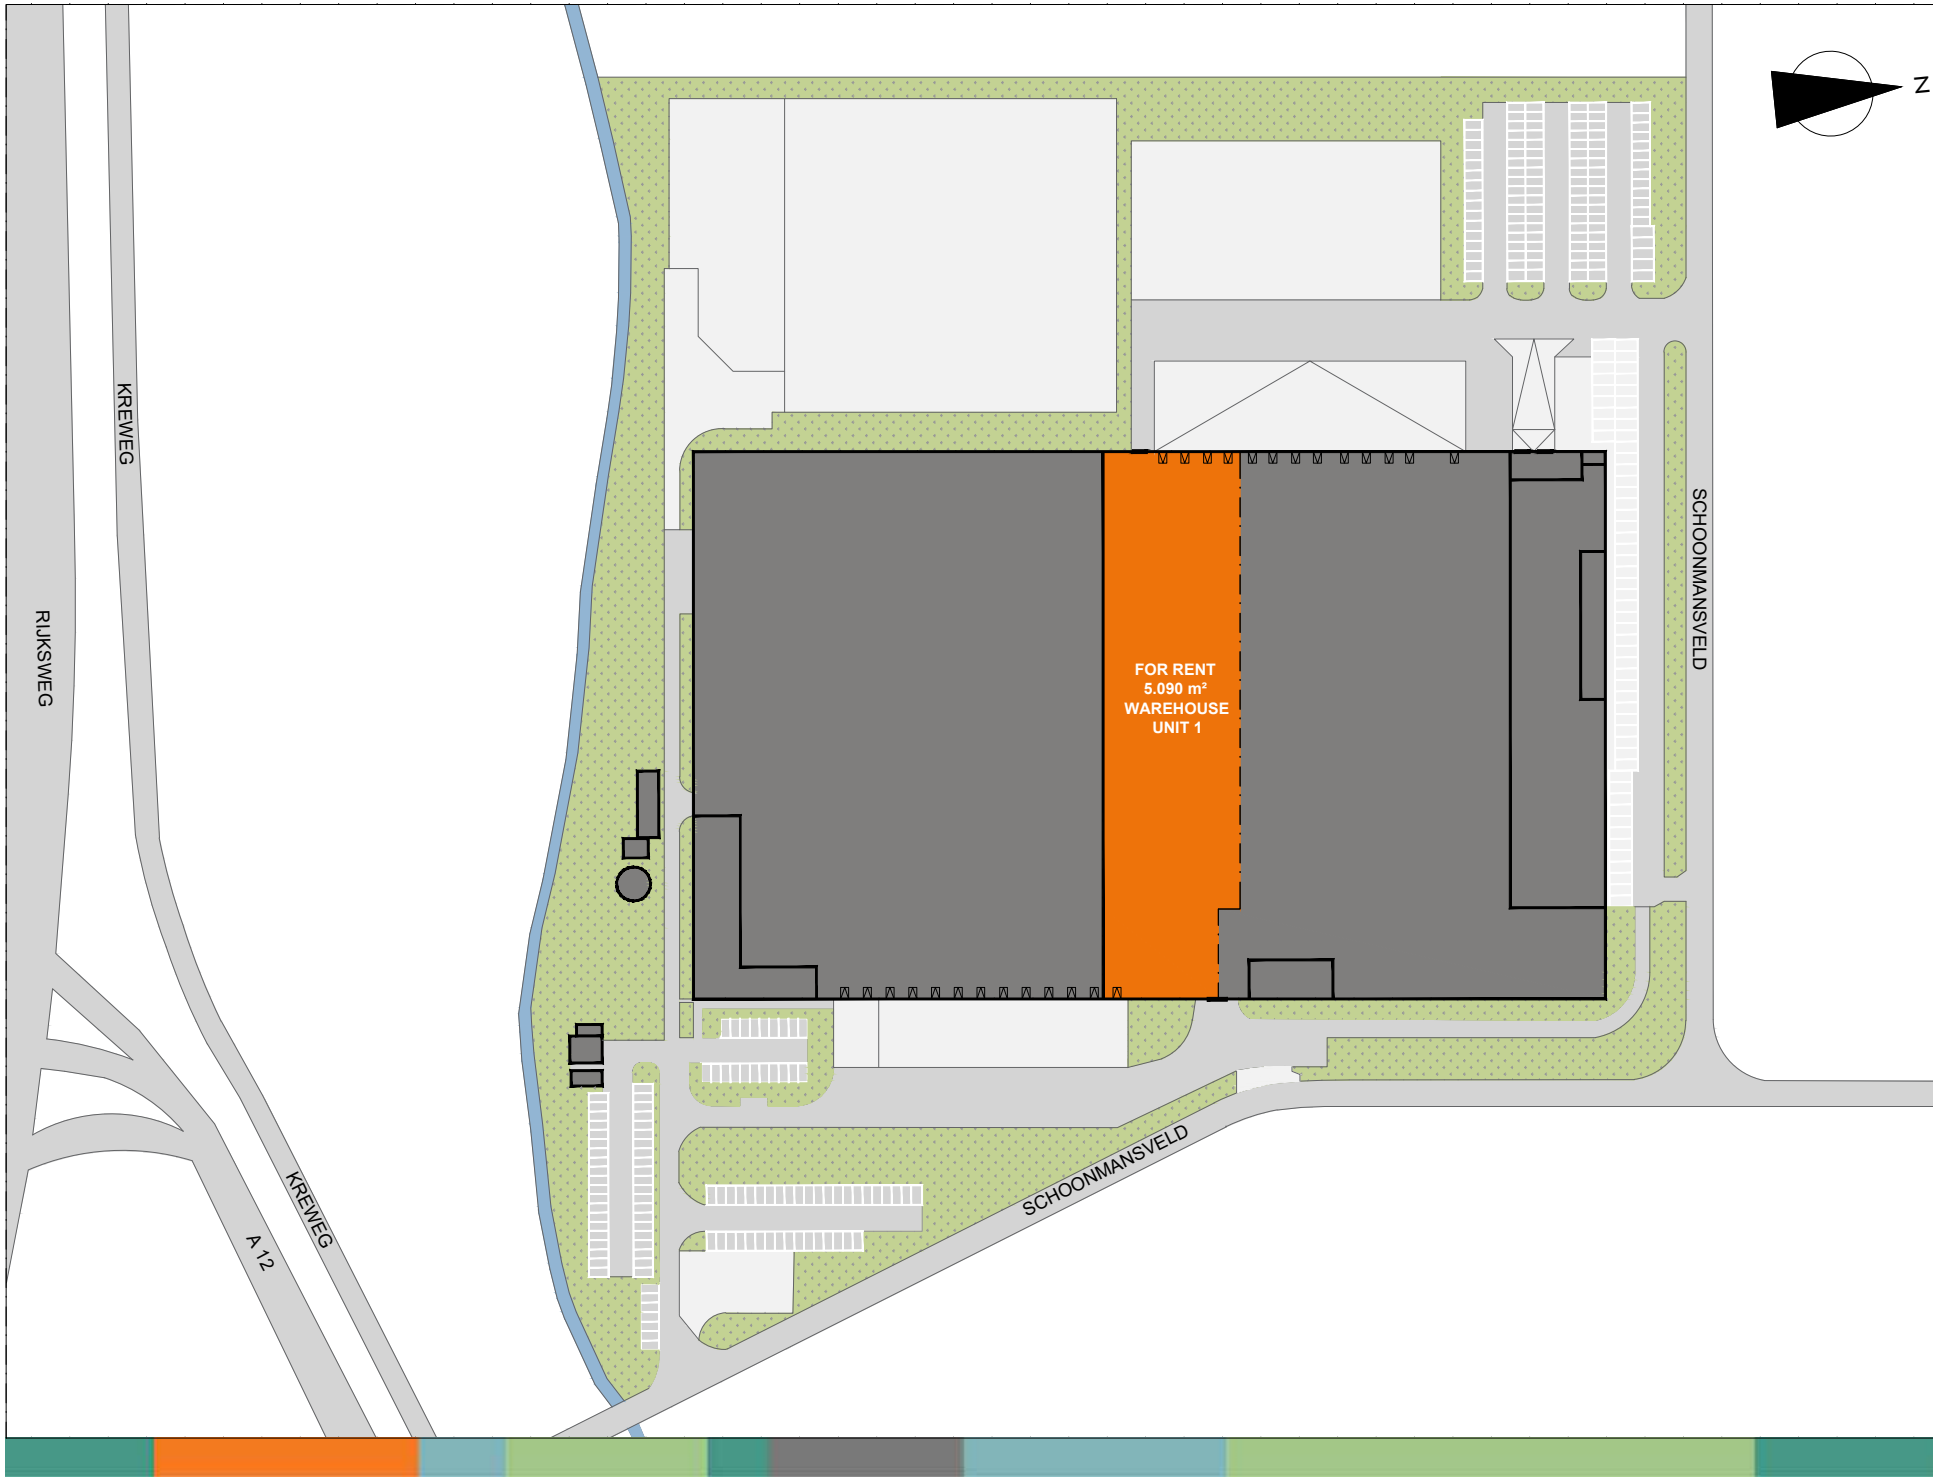 Z
KREWEG
SCHOONMANSVELD
RIJKSWEG
FOR RENT
5.090 m²
WAREHOUSE
UNIT 1
SCHOONMANSVELD
KREWEG
A 12